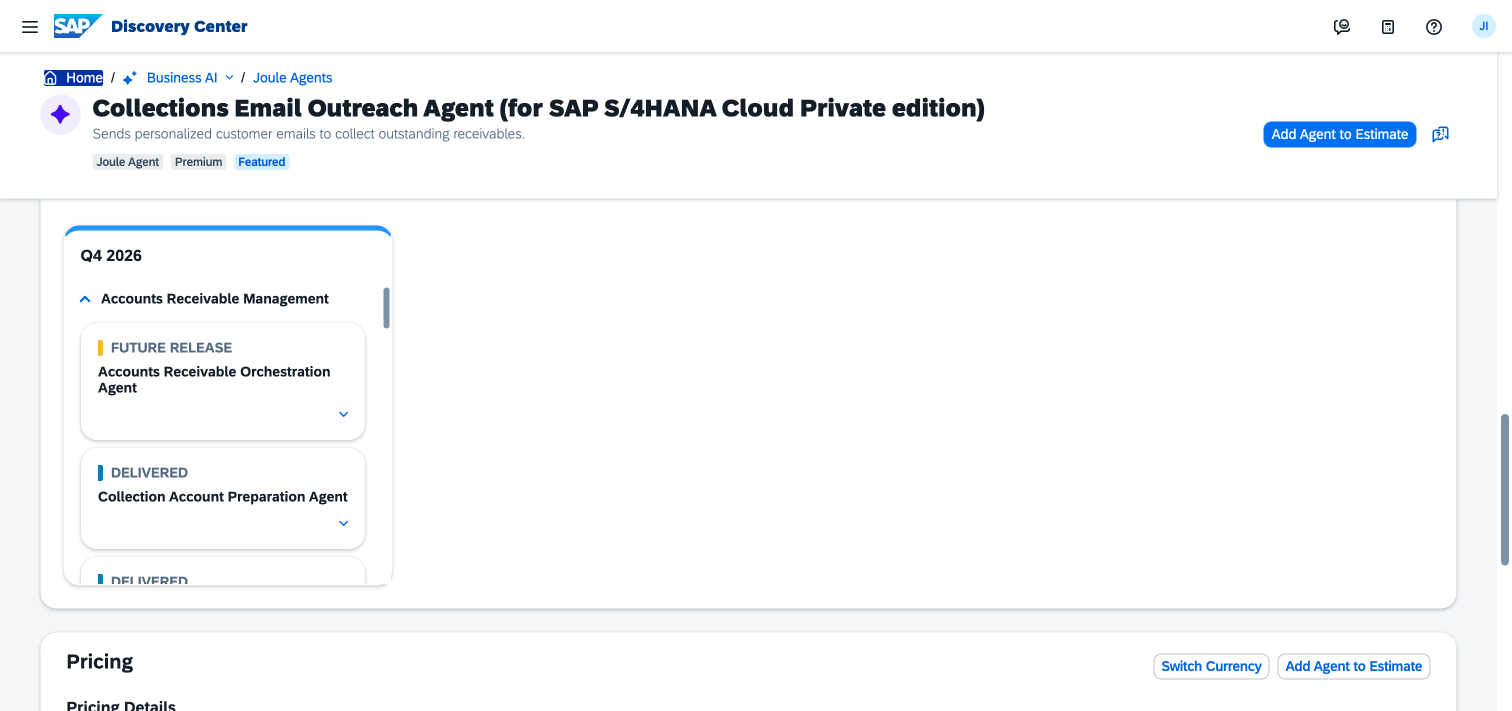 SAP Discovery Center
JI
Home / Business AI / Joule Agents
Collections Email Outreach Agent (for SAP S/4HANA Cloud Private edition)
Sends personalized customer emails to collect outstanding receivables.
Add Agent to Estimate
Joule Agent Premium Featured
Q4 2026
Accounts Receivable Management
FUTURE RELEASE
Accounts Receivable Orchestration
Agent
DELIVERED
Collection Account Preparation Agent
DELIVERED
Pricing
Switch Currency Add Agent to Estimate
Pricing Details